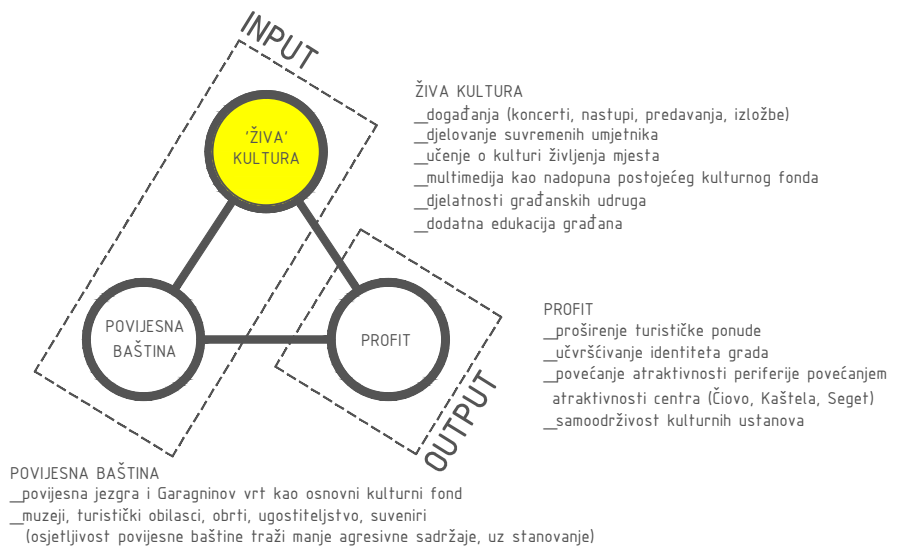 INPUT
'ŽIVA'
KULTURA
POVIJESNA
BAŠTINA
PROFIT
OUTPUT
ŽIVA KULTURA
__događanja (koncerti, nastupi, predavanja, izložbe)
__djelovanje suvremenih umjetnika
__učenje o kulturi življenja mjesta
__multimedija kao nadopuna postojećeg kulturnog fonda
__djelatnosti građanskih udruga
__dodatna edukacija građana
PROFIT
__proširenje turističke ponude
__učvršćivanje identiteta grada
__povećanje atraktivnosti periferije povećanjem
atraktivnosti centra (Čiovo, Kaštela, Seget)
__samoodrživost kulturnih ustanova
POVIJESNA BAŠTINA
__povijesna jezgra i Garagninov vrt kao osnovni kulturni fond
__muzeji, turistički obilasci, obrti, ugostiteljstvo, suveniri
(osjetljivost povijesne baštine traži manje agresivne sadržaje, uz stanovanje)